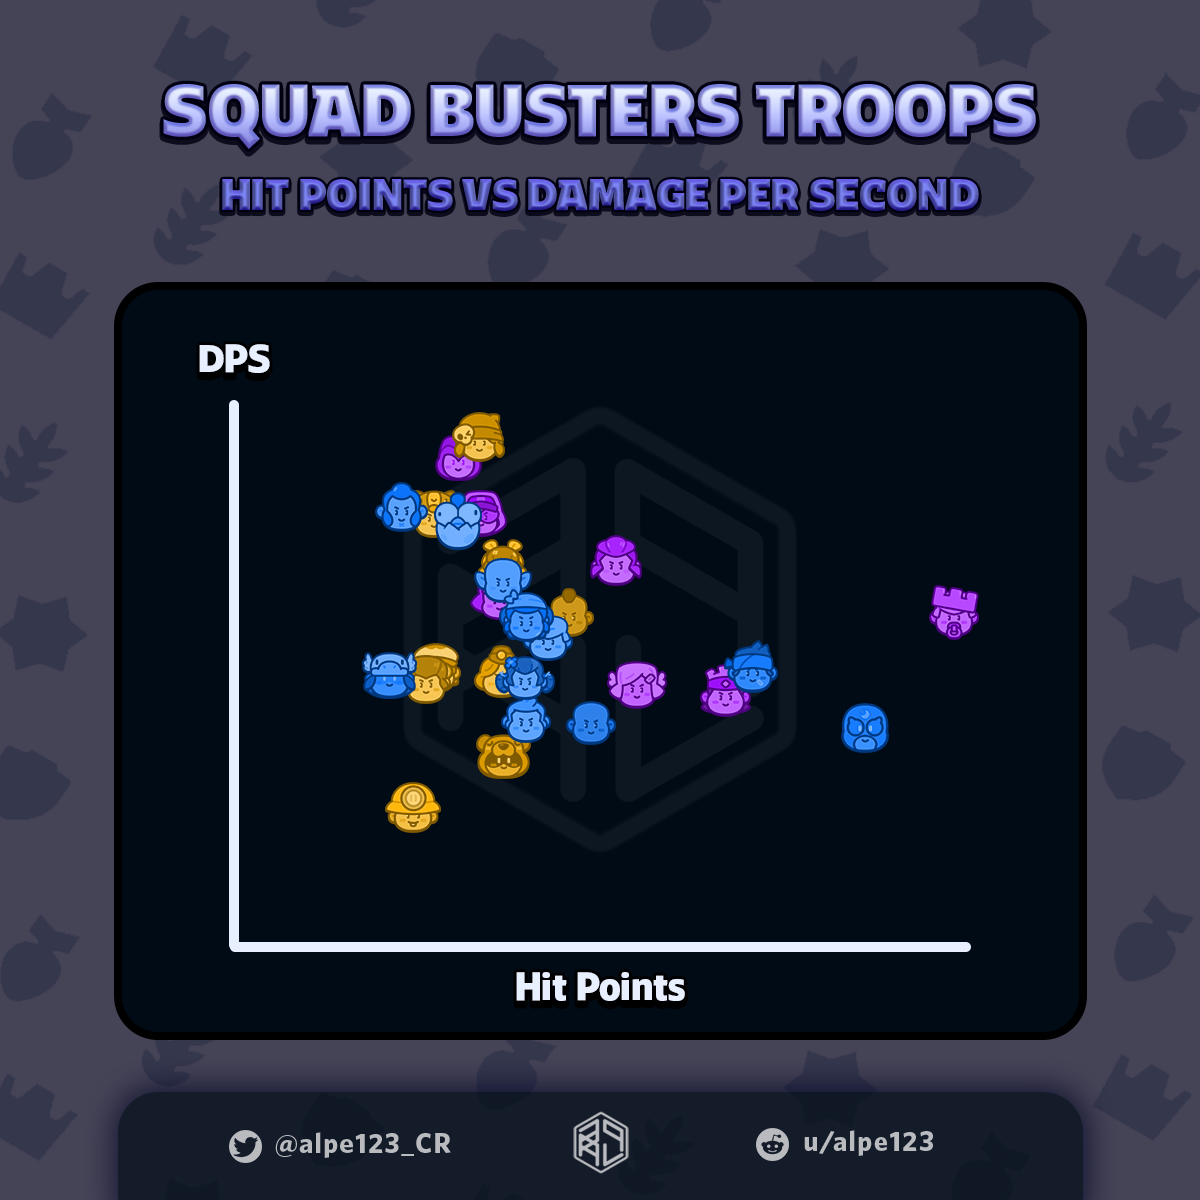 SQUAD BUSTERS TROOPS
HIT POINTS VS DAMAGE PER SECOND
DPS
Hit Points
@alpe123_CR
u/alpe123